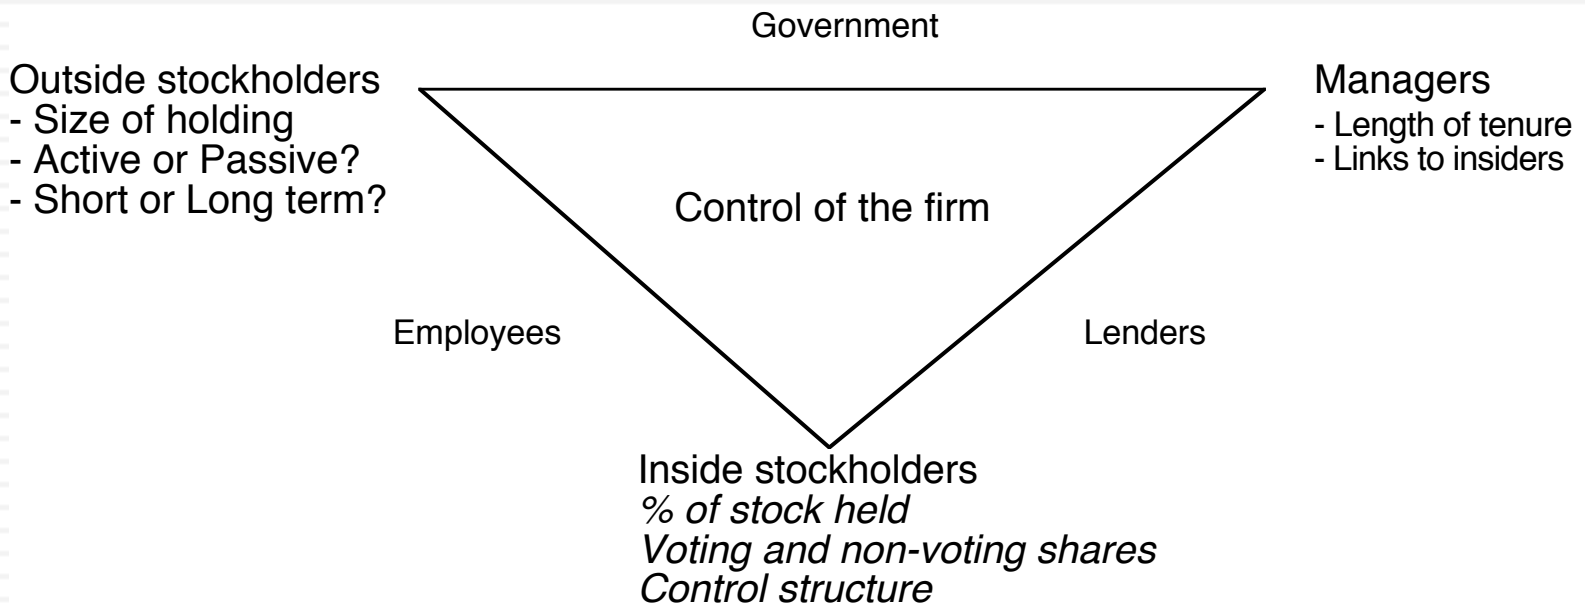 Government
Outside stockholders
- Size of holding
- Active or Passive?
- Short or Long term?
Managers
- Length of tenure
- Links to insiders
Control of the firm
Employees
Lenders
Inside stockholders
% of stock held
Voting and non-voting shares
Control structure